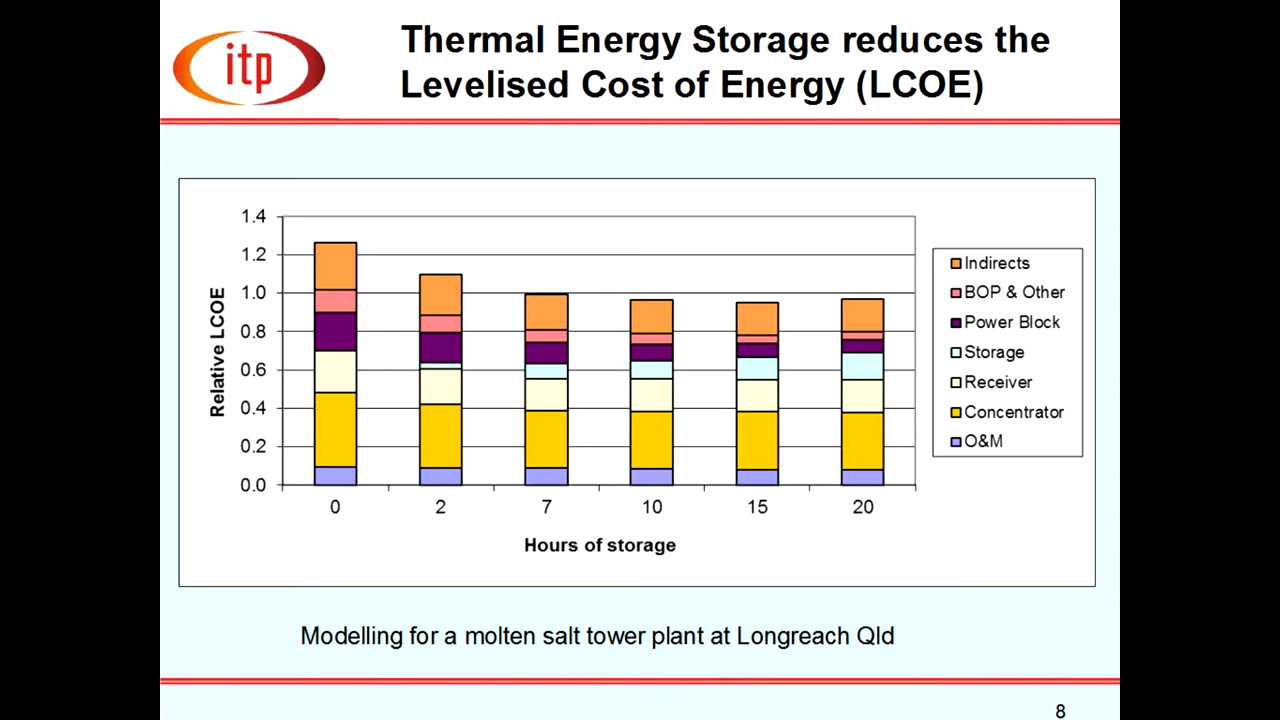 itp
Thermal Energy Storage reduces the
Levelised Cost of Energy (LCOE)
Relative LCOE
1.4
1.2
1.0
0.8
0.6
0.4
0.2
0.0
0 2 7 10 15 20
Hours of storage
Indirects
BOP & Other
Power Block
Storage
Receiver
Concentrator
O&M
Modelling for a molten salt tower plant at Longreach Qld
8